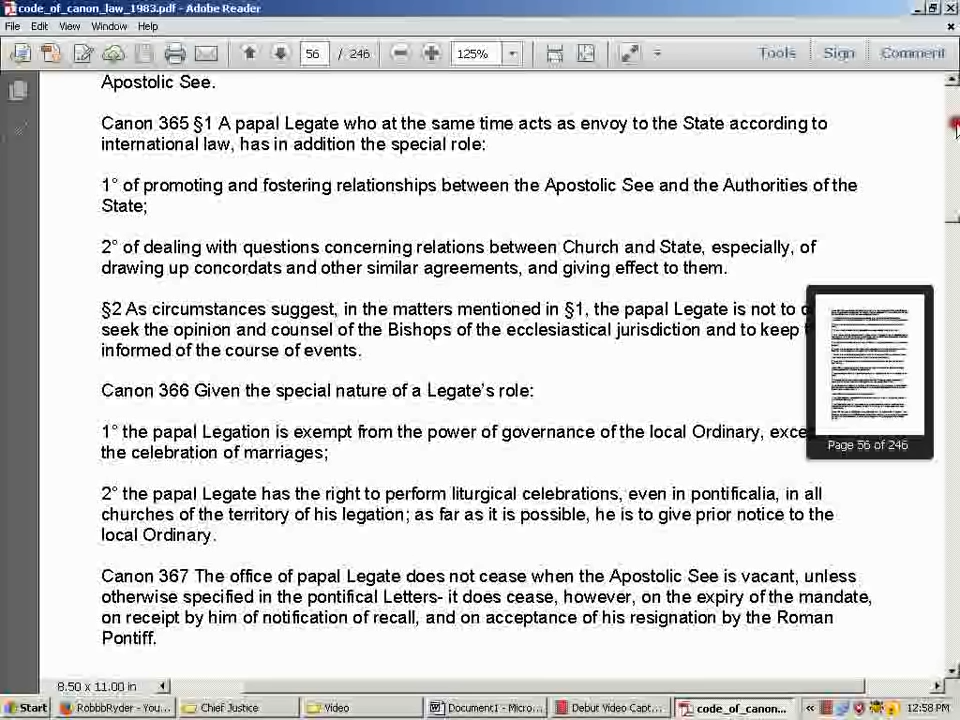 code_of_canon_law_1983.pdf - Adobe Reader
File Edit View Window Help
56 / 246 125% Tools Sign Comment
Apostolic See.
Canon 365 §1 A papal Legate who at the same time acts as envoy to the State according to
international law, has in addition the special role:
1° of promoting and fostering relationships between the Apostolic See and the Authorities of the
State;
2° of dealing with questions concerning relations between Church and State, especially, of
drawing up concordats and other similar agreements, and giving effect to them.
§2 As circumstances suggest, in the matters mentioned in §1, the papal Legate is not to
seek the opinion and counsel of the Bishops of the ecclesiastical jurisdiction and to keep
informed of the course of events.
Canon 366 Given the special nature of a Legate's role:
1° the papal Legation is exempt from the power of governance of the local Ordinary,
the celebration of marriages;
Page 56 of 246
2° the papal Legate has the right to perform liturgical celebrations, even in pontificalia, in all
churches of the territory of his legation; as far as it is possible, he is to give prior notice to the
local Ordinary.
Canon 367 The office of papal Legate does not cease when the Apostolic See is vacant, unless
otherwise specified in the pontifical Letters- it does cease, however, on the expiry of the mandate,
on receipt by him of notification of recall, and on acceptance of his resignation by the Roman
Pontiff.
8.50 x 11.00 in
Start RobbbRyder - You... Chief Justice Video Document1 - Micro... Debut Video Capt... code_of_canon... 12:58 PM